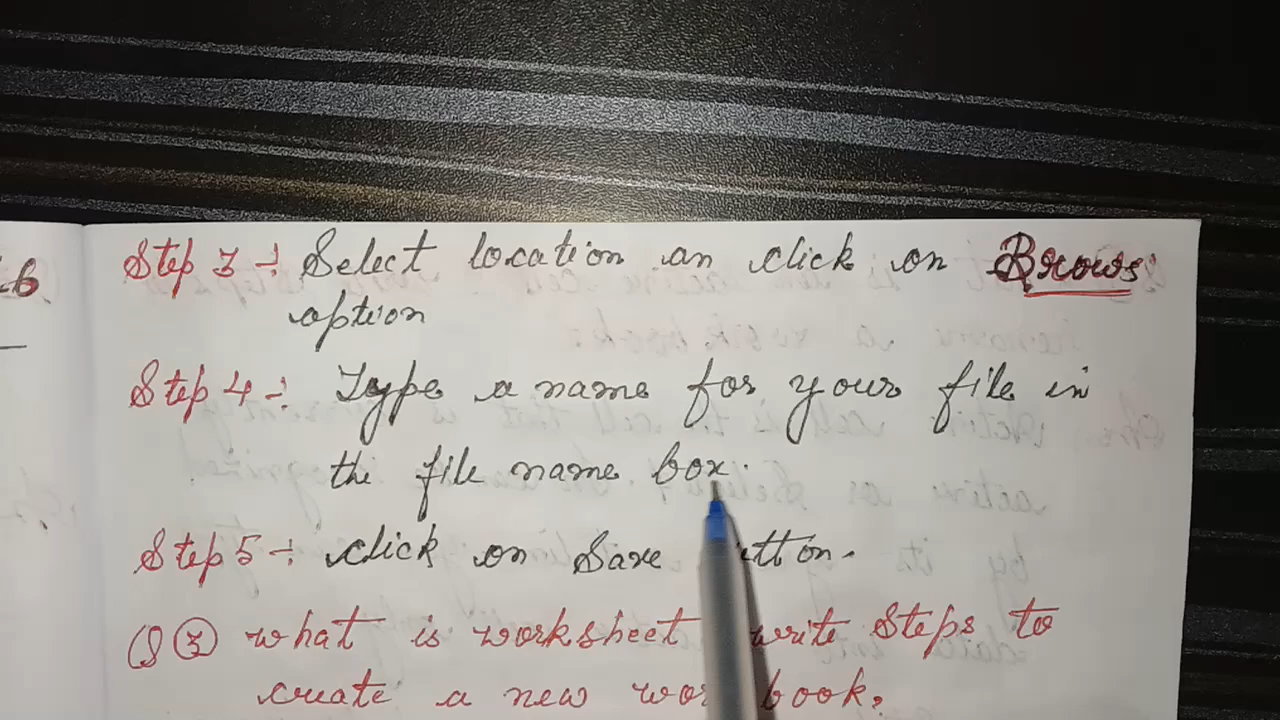 Step 3 ÷ Select location an click on Brows
option
Step 4 ÷ Type a name for your file in
the file name box.
Step 5 ÷ click on Save
Q ③ what is worksheet write steps to
create a new book.